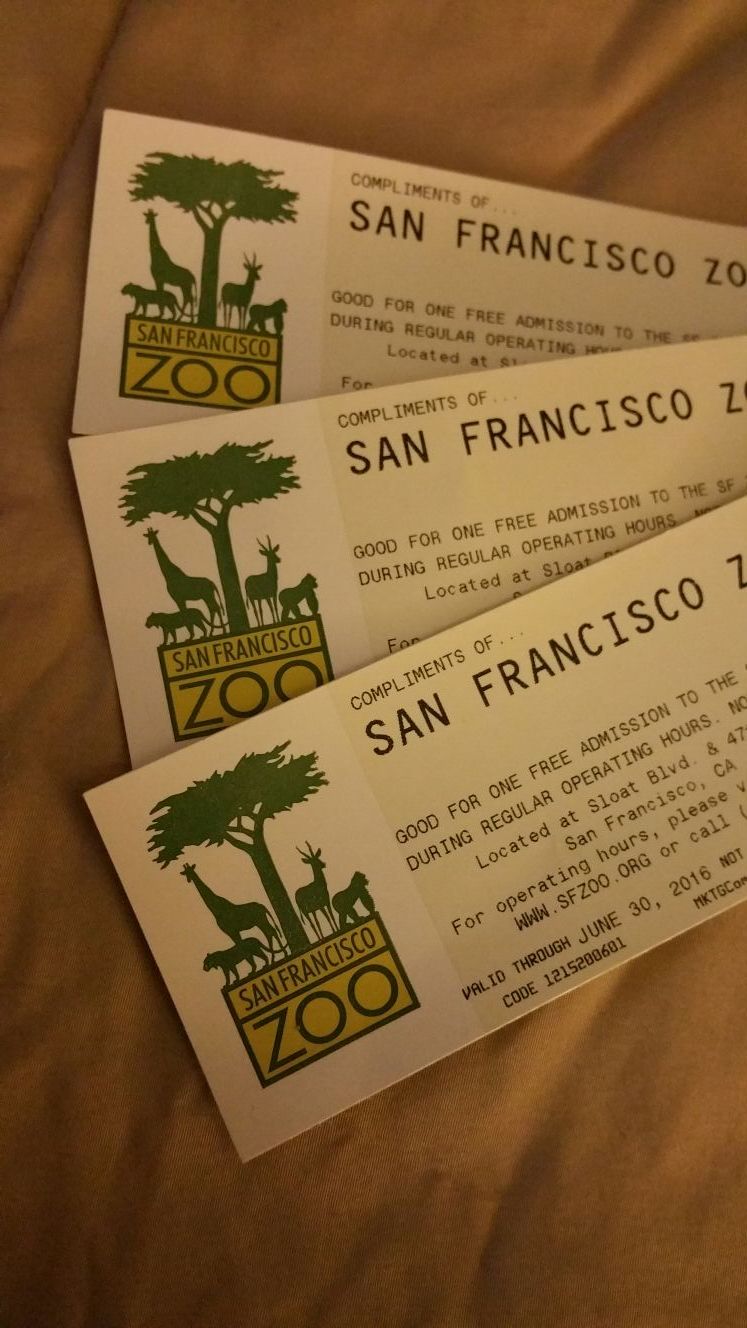 COMPLIMENTS OF...
SAN FRANCISCO ZO
GOOD FOR ONE FREE ADMISSION TO THE
DURING REGULAR OPERATING
Located at
For
SAN FRANCISCO
ZOO
COMPLIMENTS OF...
SAN FRANCISCO
GOOD FOR ONE FREE ADMISSION TO THE SF
DURING REGULAR OPERATING HOURS.
Located at Sloat
For
SAN FRANCISCO
ZOO
COMPLIMENTS OF...
SAN FRANCISCO
GOOD FOR ONE FREE ADMISSION TO THE
DURING REGULAR OPERATING HOURS. NO
Located at Sloat Blvd. & 47
San Francisco, CA
For operating hours, please v
WWW.SFZOO.ORG or call (
VALID THROUGH JUNE 30, 2016 NOT
CODE 1215200601 MKTGCom
SAN FRANCISCO
ZOO